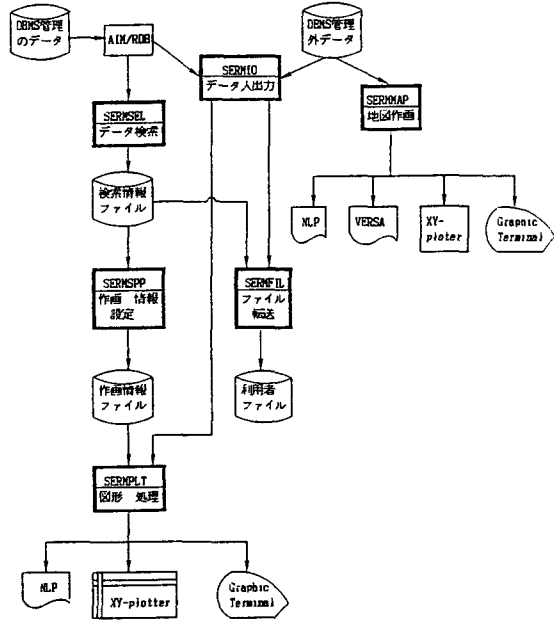 DBMS管理
のデータ
AIM/RDB
DBMS管理
外データ
SERMIO
データ入出力
SERMSEL
データ検索
SERMMAP
地図作画
検索情報
ファイル
NLP
VERSA
XY-
ploter
Graphic
Terminal
SERMSPP
作画 情報
設定
SERMFIL
ファイル
転送
作画情報
ファイル
利用者
ファイル
SERMPLT
図形 処理
NLP
XY-plotter
Graphic
Terminal